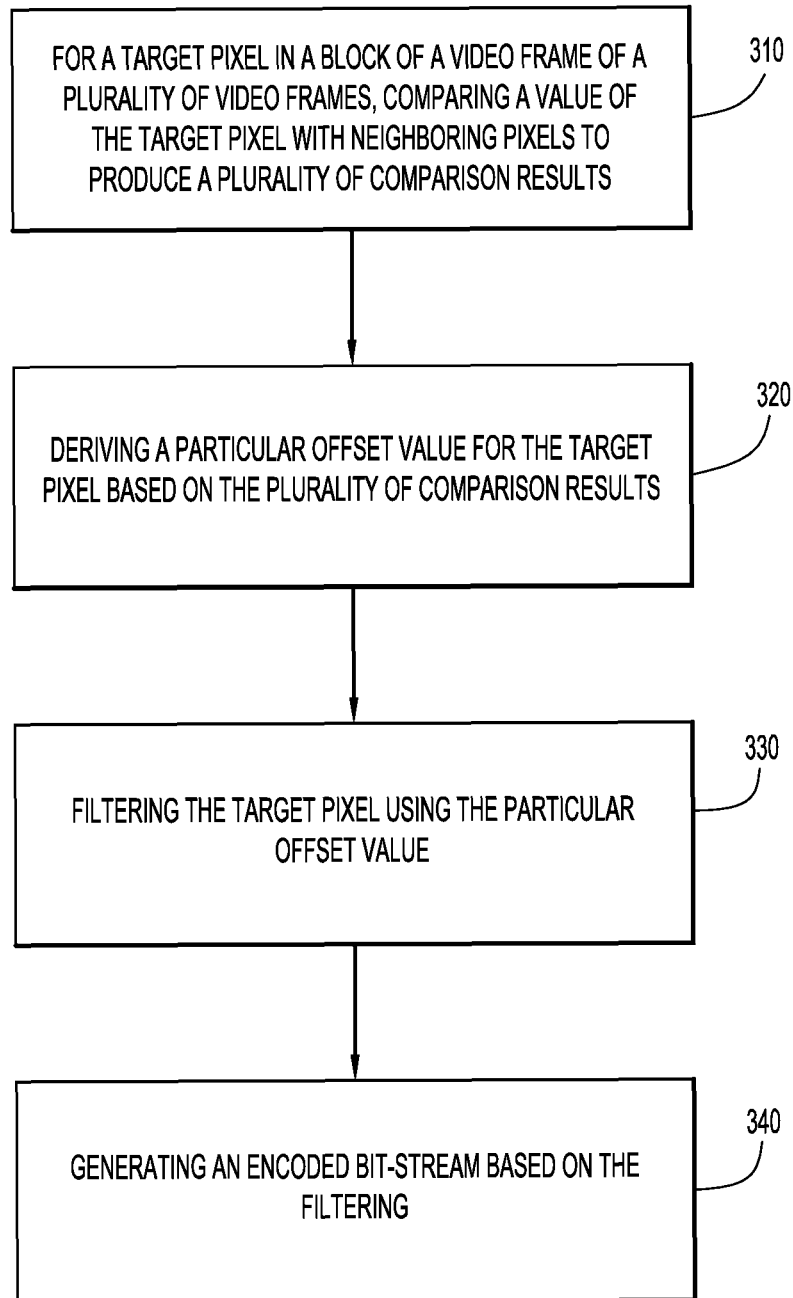 FOR A TARGET PIXEL IN A BLOCK OF A VIDEO FRAME OF A
PLURALITY OF VIDEO FRAMES, COMPARING A VALUE OF
THE TARGET PIXEL WITH NEIGHBORING PIXELS TO
PRODUCE A PLURALITY OF COMPARISON RESULTS
310
DERIVING A PARTICULAR OFFSET VALUE FOR THE TARGET
PIXEL BASED ON THE PLURALITY OF COMPARISON RESULTS
320
FILTERING THE TARGET PIXEL USING THE PARTICULAR
OFFSET VALUE
330
GENERATING AN ENCODED BIT-STREAM BASED ON THE
FILTERING
340